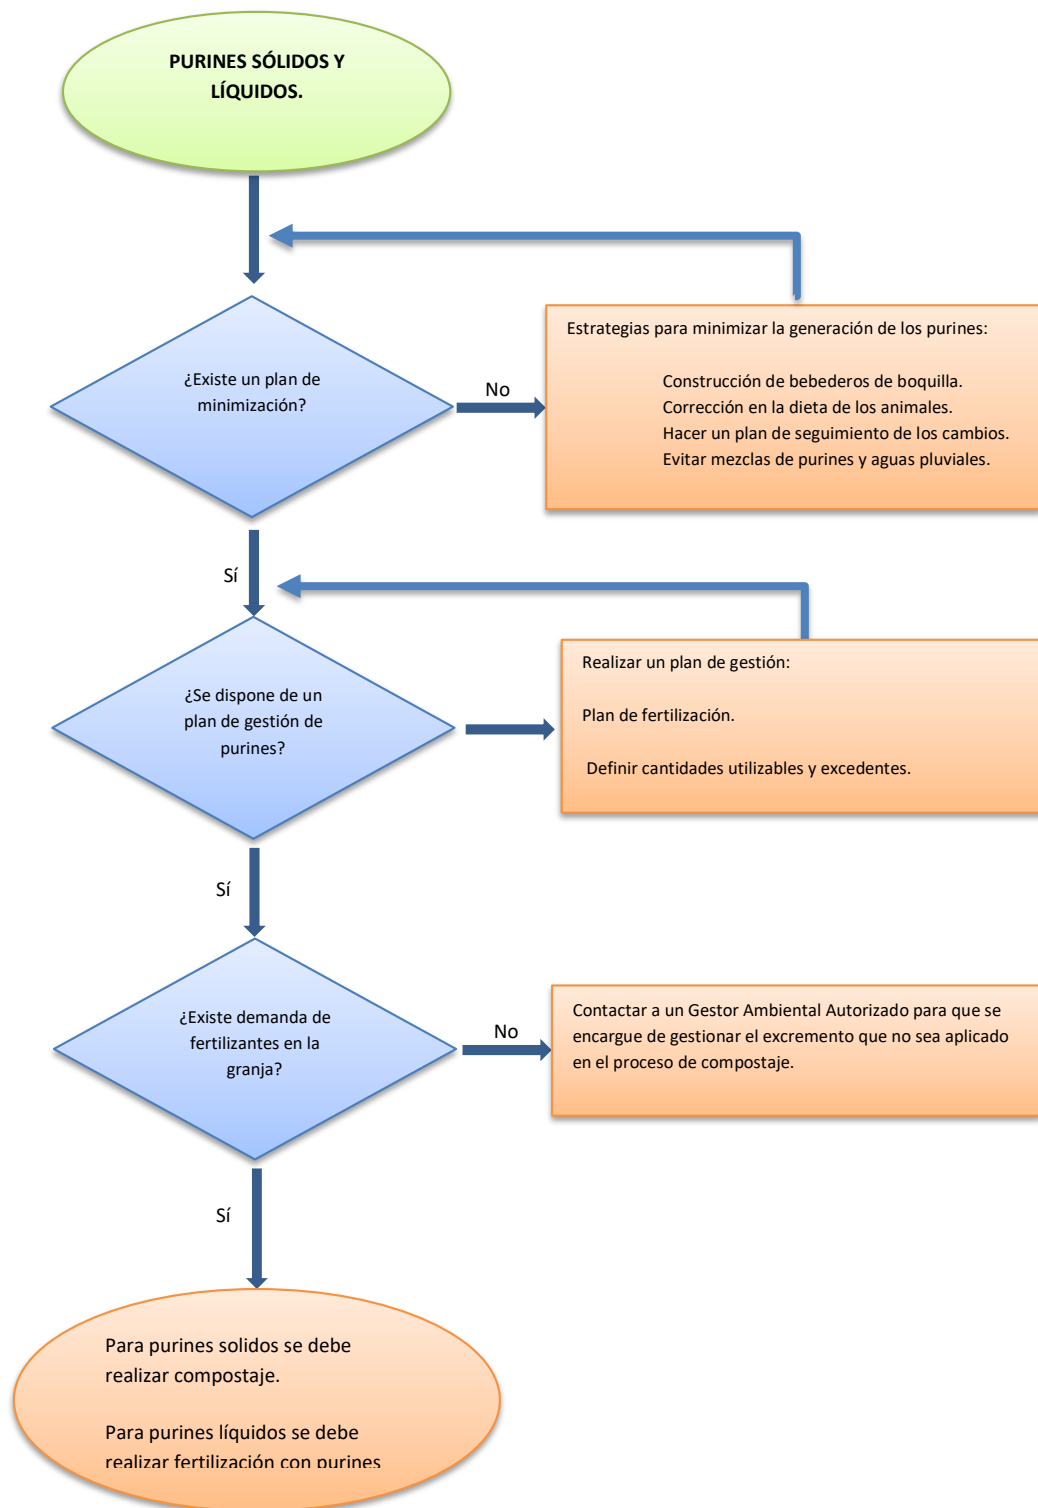 PURINES SÓLIDOS Y
LÍQUIDOS.
¿Existe un plan de
minimización?
No
Estrategias para minimizar la generación de los purines:
Construcción de bebederos de boquilla.
Corrección en la dieta de los animales.
Hacer un plan de seguimiento de los cambios.
Evitar mezclas de purines y aguas pluviales.
Sí
¿Se dispone de un
plan de gestión de
purines?
Realizar un plan de gestión:
Plan de fertilización.
Definir cantidades utilizables y excedentes.
Sí
¿Existe demanda de
fertilizantes en la
granja?
No
Contactar a un Gestor Ambiental Autorizado para que se
encargue de gestionar el excremento que no sea aplicado
en el proceso de compostaje.
Sí
Para purines solidos se debe
realizar compostaje.
Para purines líquidos se debe
realizar fertilización con purines